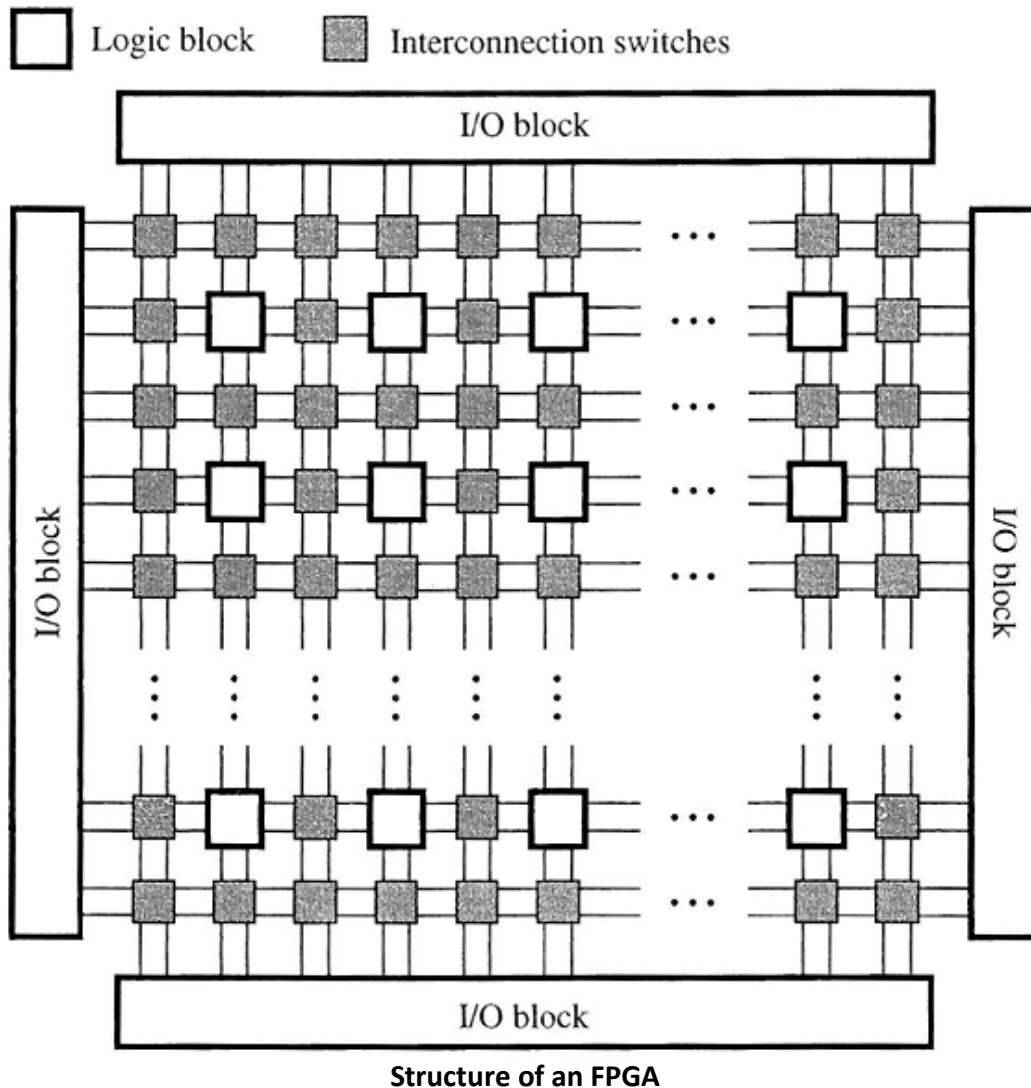 Logic block
Interconnection switches
I/O block
I/O block
I/O block
I/O block
Structure of an FPGA